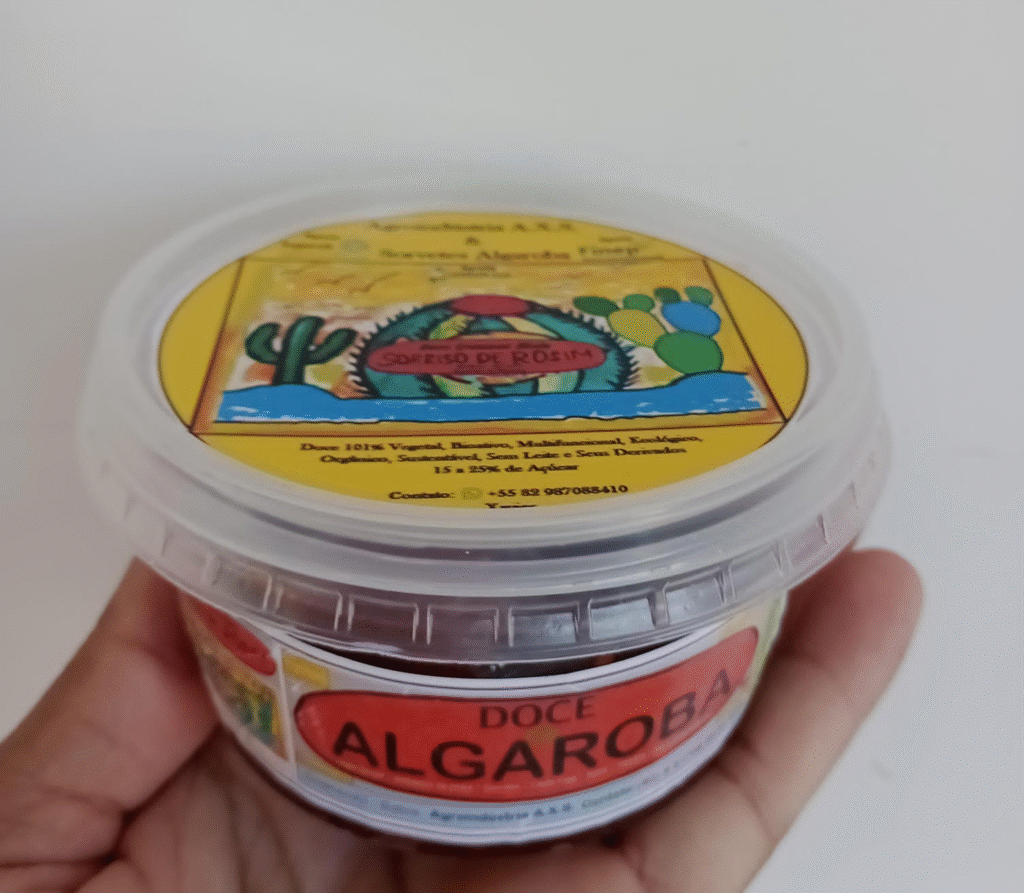 Agroindústria A.X.G
&
Sorvetes Algaroba Finep
SORRISO DE ROSIM
Doce 101% Vegetal, Bioativo, Multifuncional, Ecológico,
Orgânico, Sustentável, Sem Leite e Sem Derivados
15 a 25% de Açúcar
Contato: +55 82 987088410
DOCE
ALGAROBA
Agroindústria A.X.G